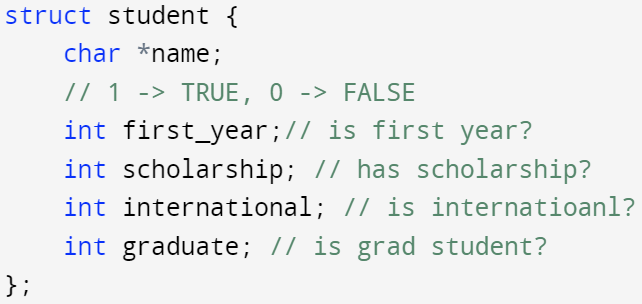 struct student {
    char *name;
    // 1 -> TRUE, 0 -> FALSE
    int first_year;// is first year?
    int scholarship; // has scholarship?
    int international; // is internatioanl?
    int graduate; // is grad student?
};